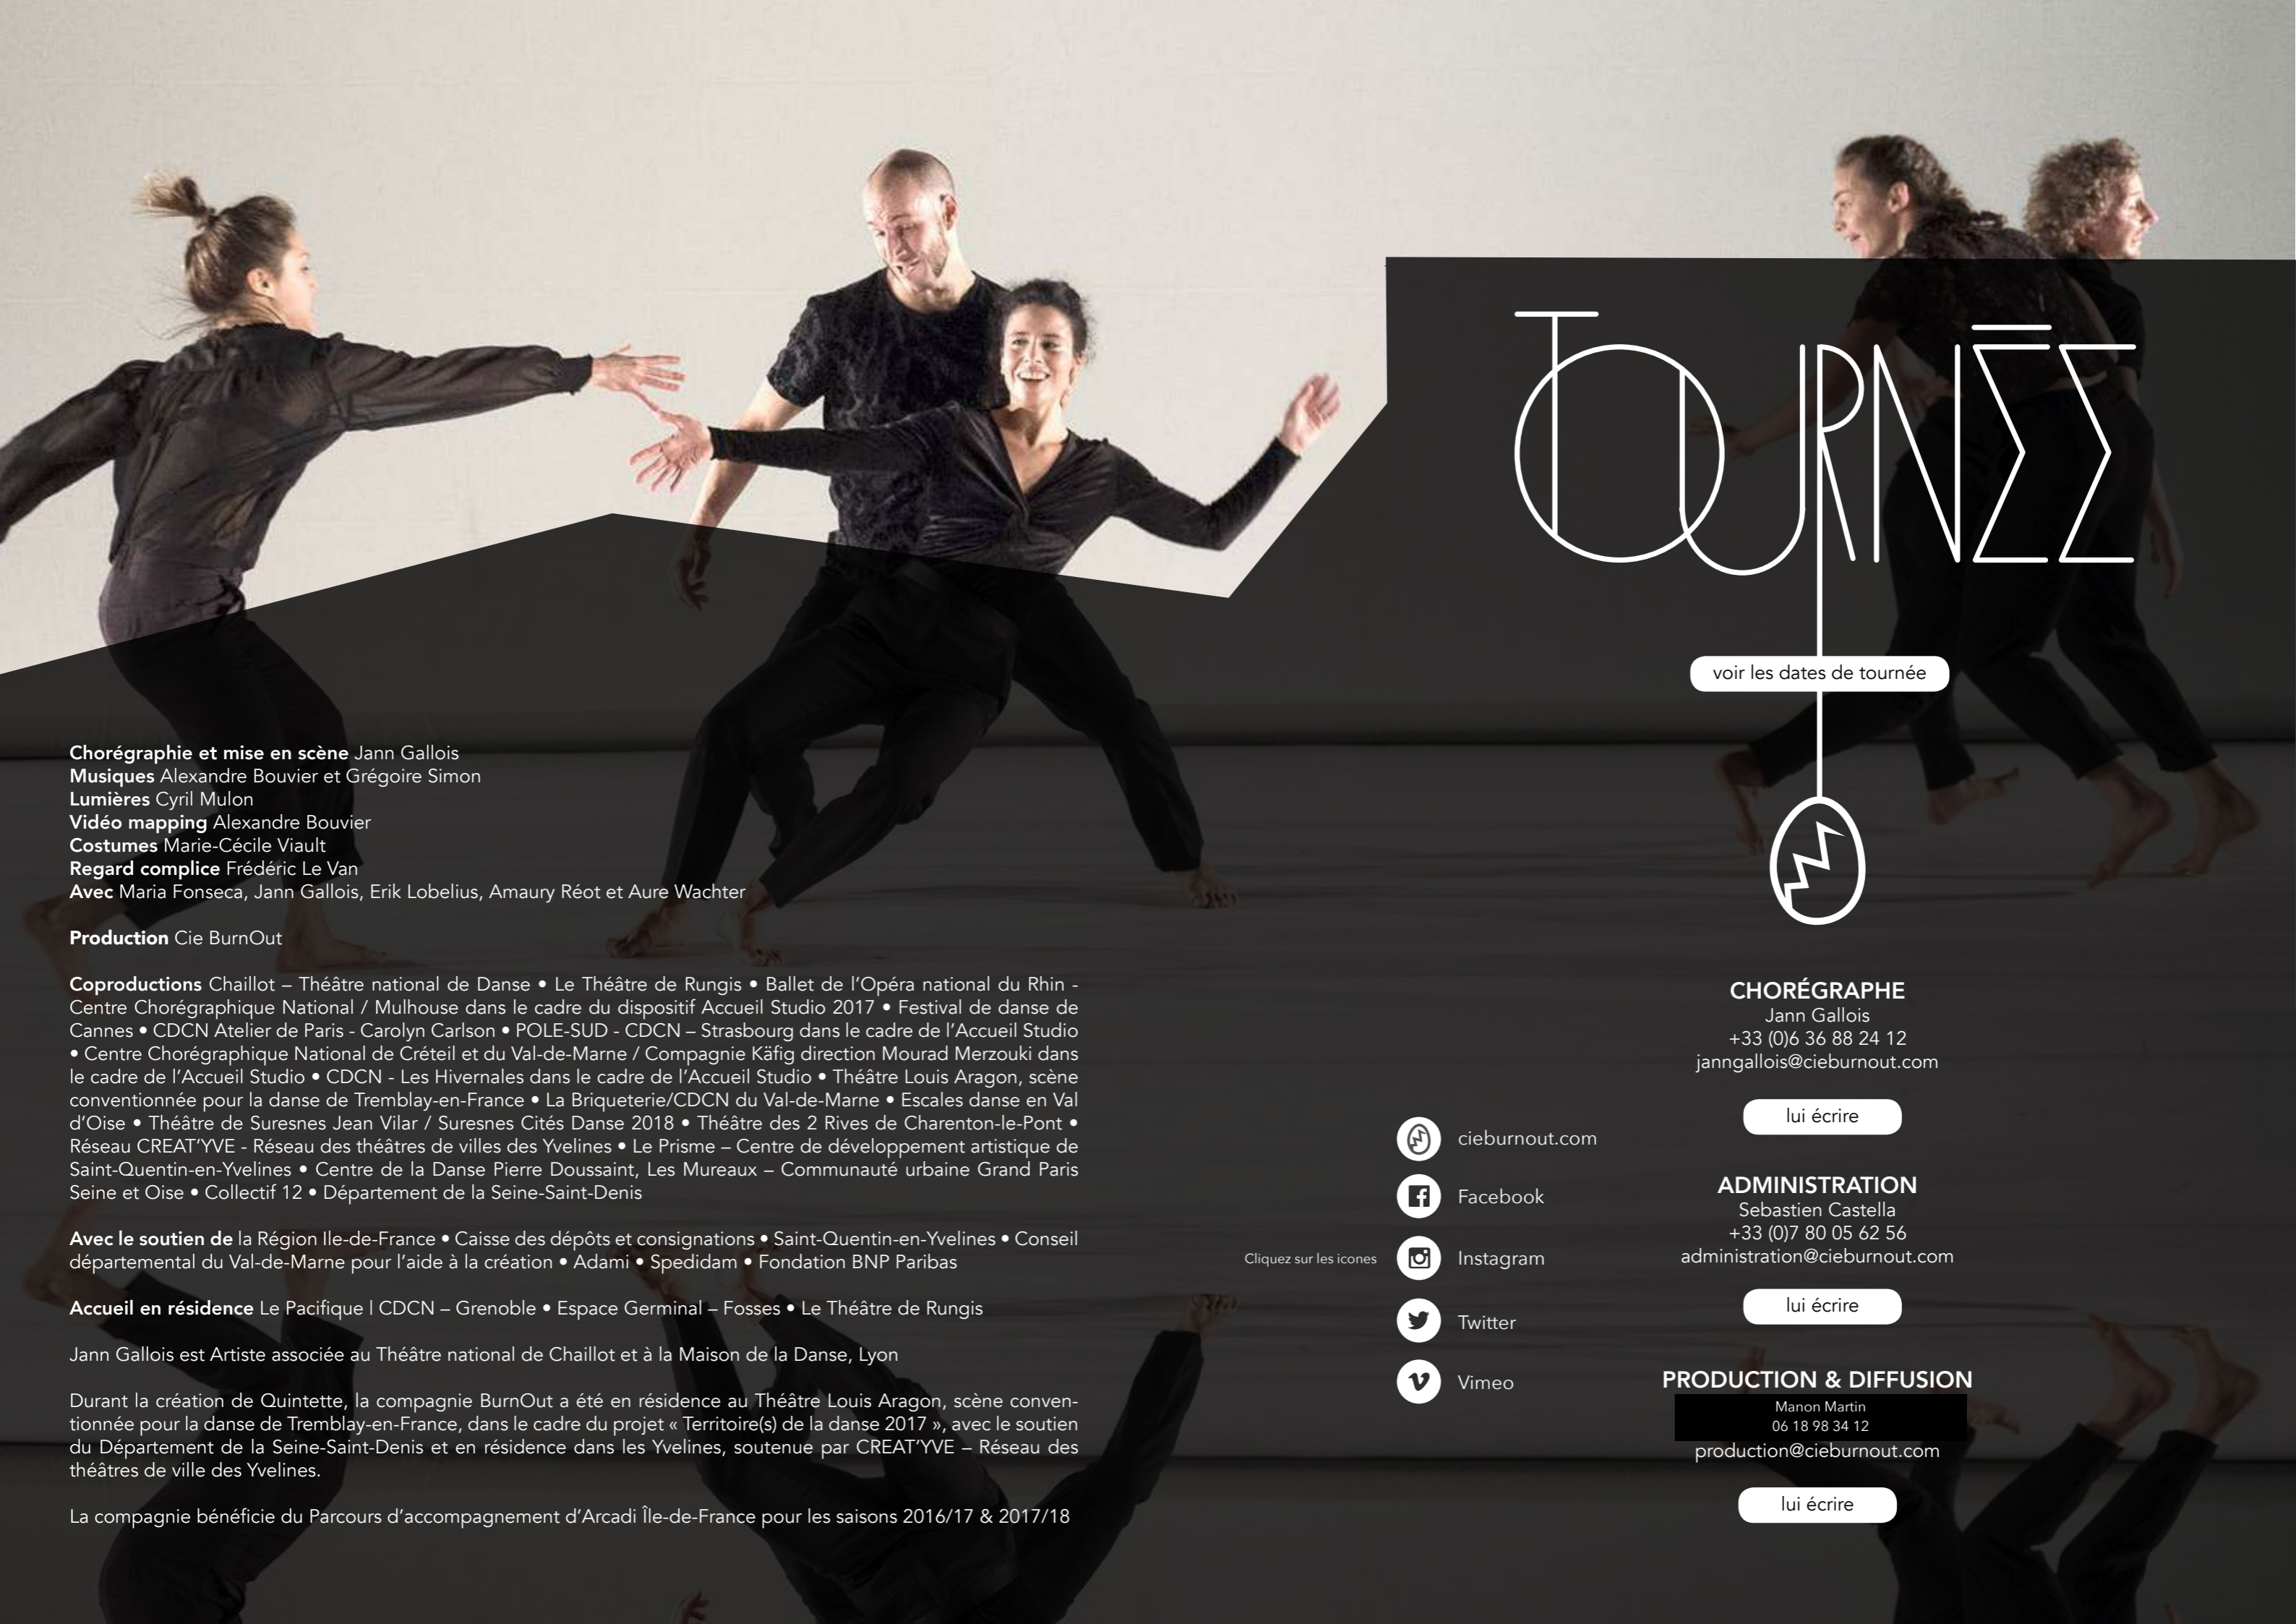 TOURNÉE
voir les dates de tournée
Chorégraphie et mise en scène Jann Gallois
Musiques Alexandre Bouvier et Grégoire Simon
Lumières Cyril Mulon
Vidéo mapping Alexandre Bouvier
Costumes Marie-Cécile Viault
Regard complice Frédéric Le Van
Avec Maria Fonseca, Jann Gallois, Erik Lobelius, Amaury Réot et Aure Wachter
Production Cie BurnOut
Coproductions Chaillot – Théâtre national de Danse • Le Théâtre de Rungis • Ballet de l’Opéra national du Rhin -
Centre Chorégraphique National / Mulhouse dans le cadre du dispositif Accueil Studio 2017 • Festival de danse de
Cannes • CDCN Atelier de Paris - Carolyn Carlson • POLE-SUD - CDCN – Strasbourg dans le cadre de l’Accueil Studio
• Centre Chorégraphique National de Créteil et du Val-de-Marne / Compagnie Käfig direction Mourad Merzouki dans
le cadre de l’Accueil Studio • CDCN - Les Hivernales dans le cadre de l’Accueil Studio • Théâtre Louis Aragon, scène
conventionnée pour la danse de Tremblay-en-France • La Briqueterie/CDCN du Val-de-Marne • Escales danse en Val
d’Oise • Théâtre de Suresnes Jean Vilar / Suresnes Cités Danse 2018 • Théâtre des 2 Rives de Charenton-le-Pont •
Réseau CREAT’YVE - Réseau des théâtres de villes des Yvelines • Le Prisme – Centre de développement artistique de
Saint-Quentin-en-Yvelines • Centre de la Danse Pierre Doussaint, Les Mureaux – Communauté urbaine Grand Paris
Seine et Oise • Collectif 12 • Département de la Seine-Saint-Denis
Avec le soutien de la Région Ile-de-France • Caisse des dépôts et consignations • Saint-Quentin-en-Yvelines • Conseil
départemental du Val-de-Marne pour l’aide à la création • Adami • Spedidam • Fondation BNP Paribas
Accueil en résidence Le Pacifique l CDCN – Grenoble • Espace Germinal – Fosses • Le Théâtre de Rungis
Jann Gallois est Artiste associée au Théâtre national de Chaillot et à la Maison de la Danse, Lyon
Durant la création de Quintette, la compagnie BurnOut a été en résidence au Théâtre Louis Aragon, scène conven-
tionnée pour la danse de Tremblay-en-France, dans le cadre du projet « Territoire(s) de la danse 2017 », avec le soutien
du Département de la Seine-Saint-Denis et en résidence dans les Yvelines, soutenue par CREAT’YVE – Réseau des
théâtres de ville des Yvelines.
La compagnie bénéficie du Parcours d’accompagnement d’Arcadi Île-de-France pour les saisons 2016/17 & 2017/18
Cliquez sur les icones
cieburnout.com
Facebook
Instagram
Twitter
Vimeo
CHORÉGRAPHE
Jann Gallois
+33 (0)6 36 88 24 12
janngallois@cieburnout.com
lui écrire
ADMINISTRATION
Sebastien Castella
+33 (0)7 80 05 62 56
administration@cieburnout.com
lui écrire
PRODUCTION & DIFFUSION
Manon Martin
06 18 98 34 12
production@cieburnout.com
lui écrire